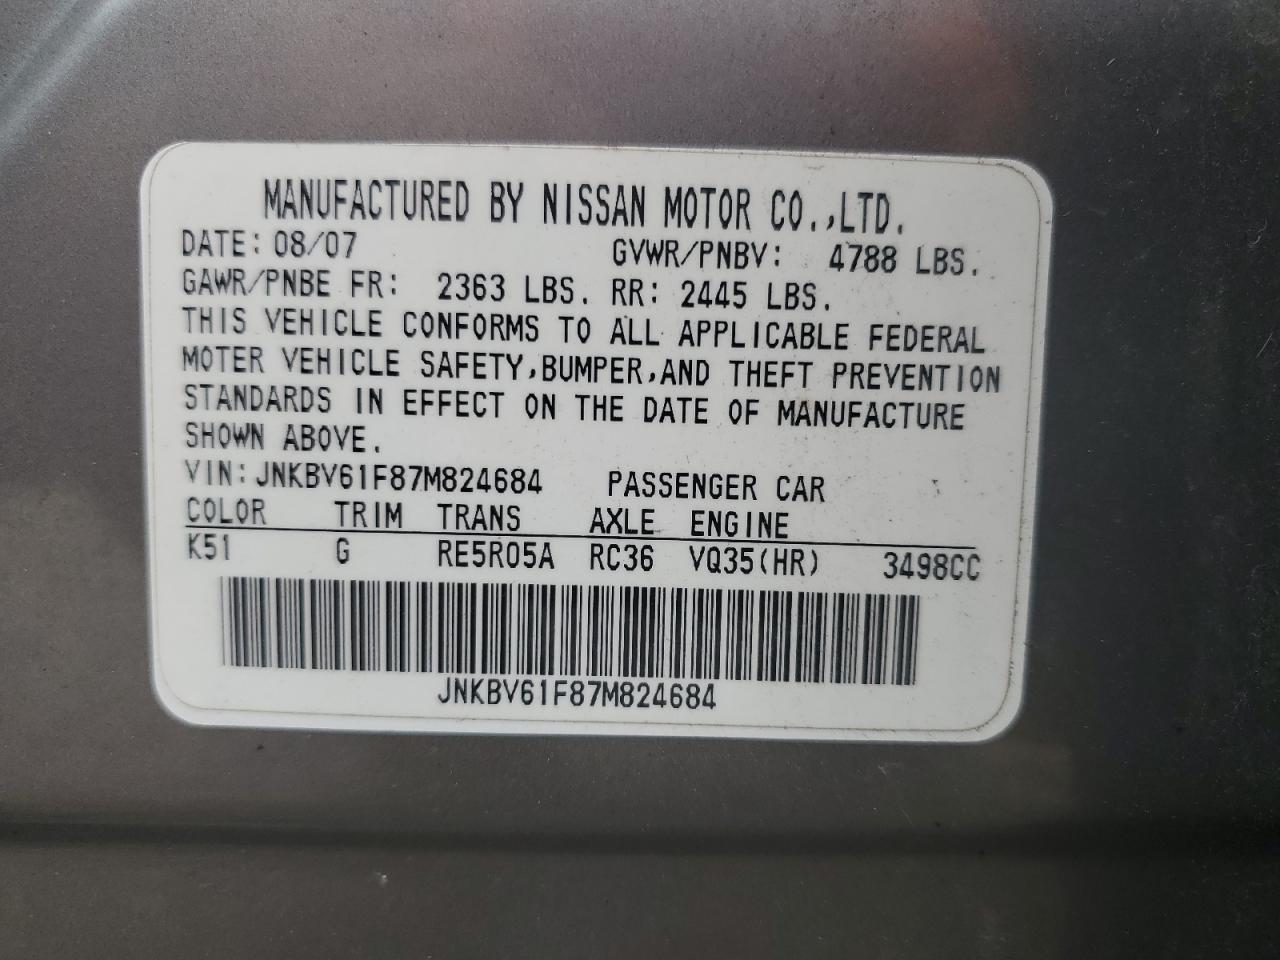 MANUFACTURED BY NISSAN MOTOR CO.,LTD.
DATE: 08/07 GVWR/PNBV: 4788 LBS.
GAWR/PNBE FR: 2363 LBS. RR: 2445 LBS.
THIS VEHICLE CONFORMS TO ALL APPLICABLE FEDERAL
MOTER VEHICLE SAFETY,BUMPER,AND THEFT PREVENTION
STANDARDS IN EFFECT ON THE DATE OF MANUFACTURE
SHOWN ABOVE.
VIN: JNKBV61F87M824684 PASSENGER CAR
COLOR TRIM TRANS AXLE ENGINE
K51 G RE5R05A RC36 VQ35(HR) 3498CC
JNKBV61F87M824684